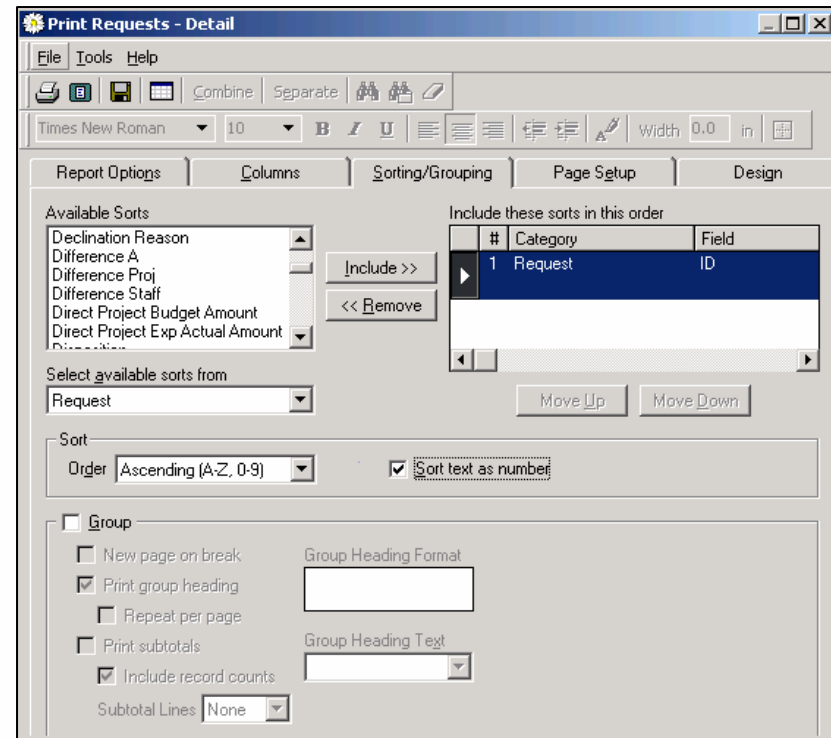 Print Requests - Detail
File Tools Help
Combine Separate
Times New Roman 10 B I U Width 0.0 in
Report Options Columns Sorting/Grouping Page Setup Design
Available Sorts
Declination Reason
Difference A
Difference Proj
Difference Staff
Direct Project Budget Amount
Direct Project Exp Actual Amount
Include >>
<< Remove
Include these sorts in this order
# Category Field
1 Request ID
Select available sorts from
Request
Move Up Move Down
Sort
Order Ascending (A-Z, 0-9) Sort text as number
Group
New page on break
Print group heading
Repeat per page
Print subtotals
Include record counts
Subtotal Lines None
Group Heading Format
Group Heading Text